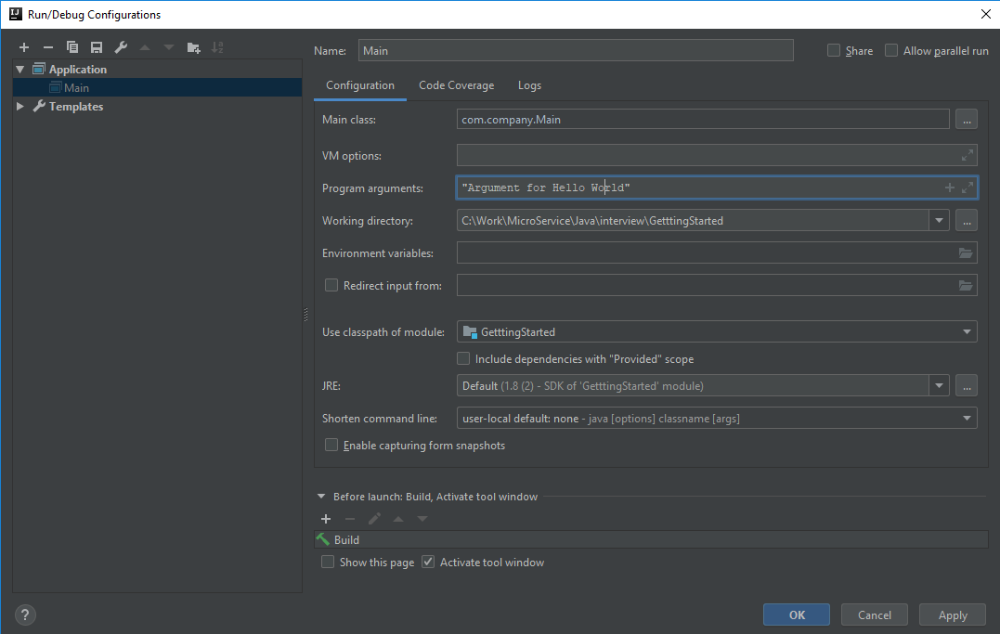 Run/Debug Configurations
Name: Main Share Allow parallel run
Application
Main
Templates
Configuration Code Coverage Logs
Main class: com.company.Main ...
VM options:
Program arguments: "Argument for Hello World"
Working directory: C:\Work\MicroService\Java\interview\GetttingStarted ...
Environment variables:
Redirect input from:
Use classpath of module: GetttingStarted
Include dependencies with "Provided" scope
JRE: Default (1.8 (2) - SDK of 'GetttingStarted' module) ...
Shorten command line: user-local default: none - java [options] classname [args]
Enable capturing form snapshots
Before launch: Build, Activate tool window
Build
Show this page Activate tool window
? OK Cancel Apply